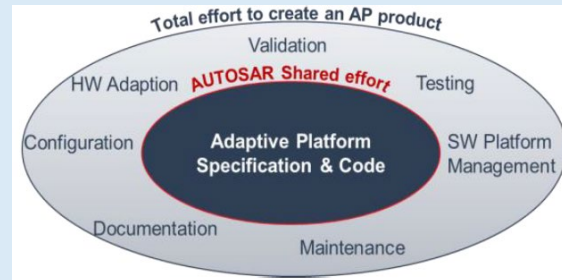 Total effort to create an AP product
Validation
HW Adaption
AUTOSAR Shared effort
Testing
Configuration
Adaptive Platform
Specification & Code
SW Platform
Management
Documentation
Maintenance